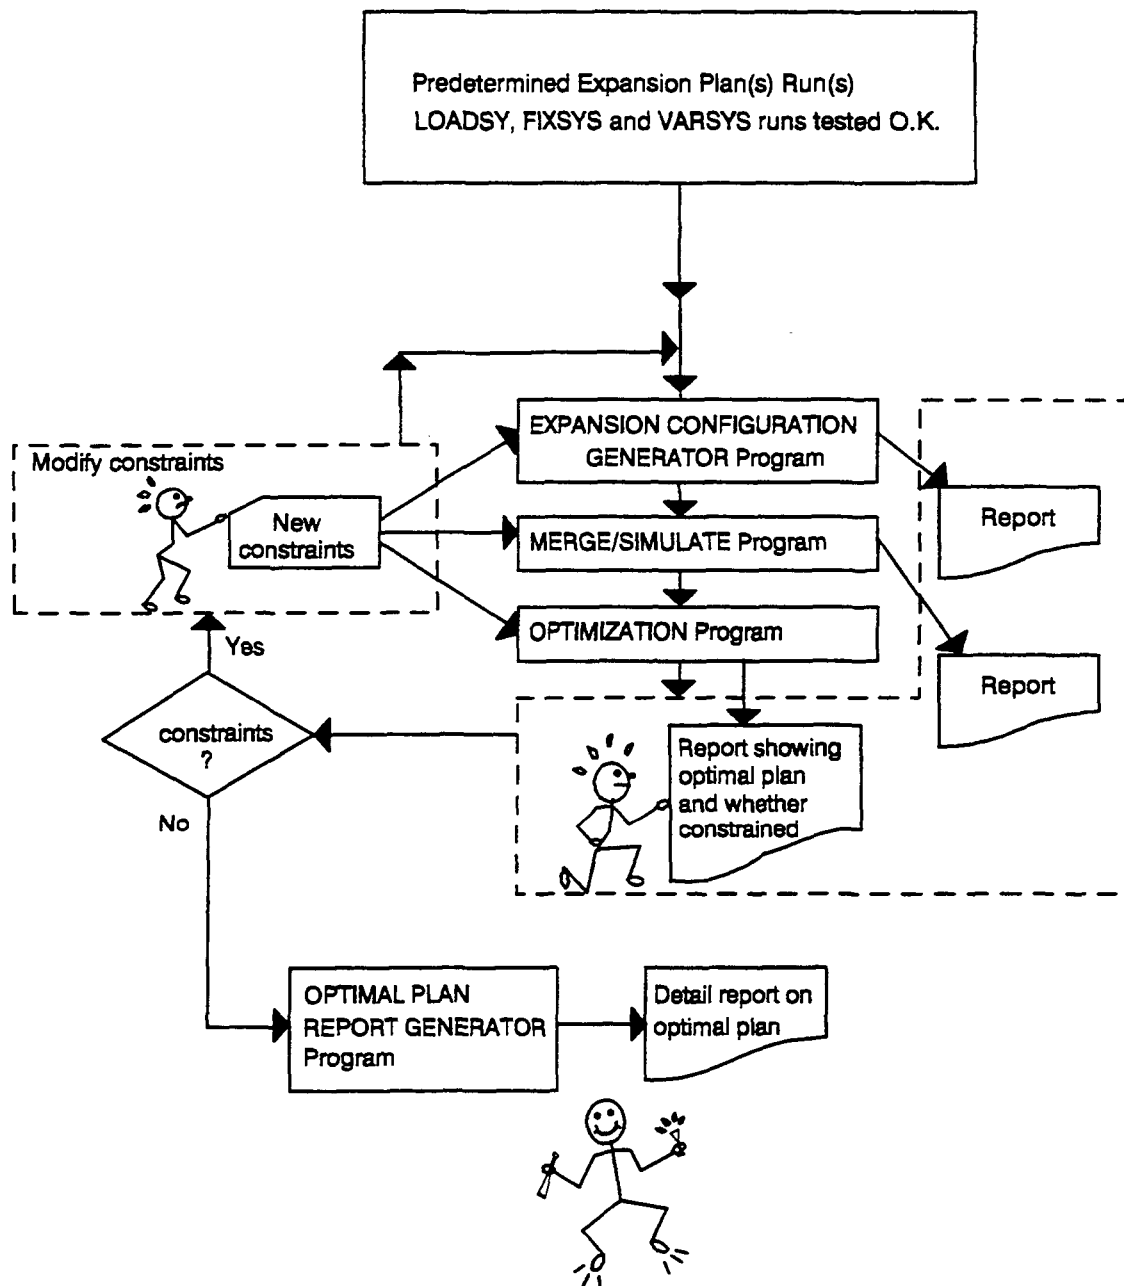 Predetermined Expansion Plan(s) Run(s)
LOADSY, FIXSYS and VARSYS runs tested O.K.
EXPANSION CONFIGURATION
GENERATOR Program
Modify constraints
New
constraints
MERGE/SIMULATE Program
Report
OPTIMIZATION Program
Report
Yes
constraints
?
Report showing
optimal plan
and whether
constrained
No
OPTIMAL PLAN
REPORT GENERATOR
Program
Detail report on
optimal plan